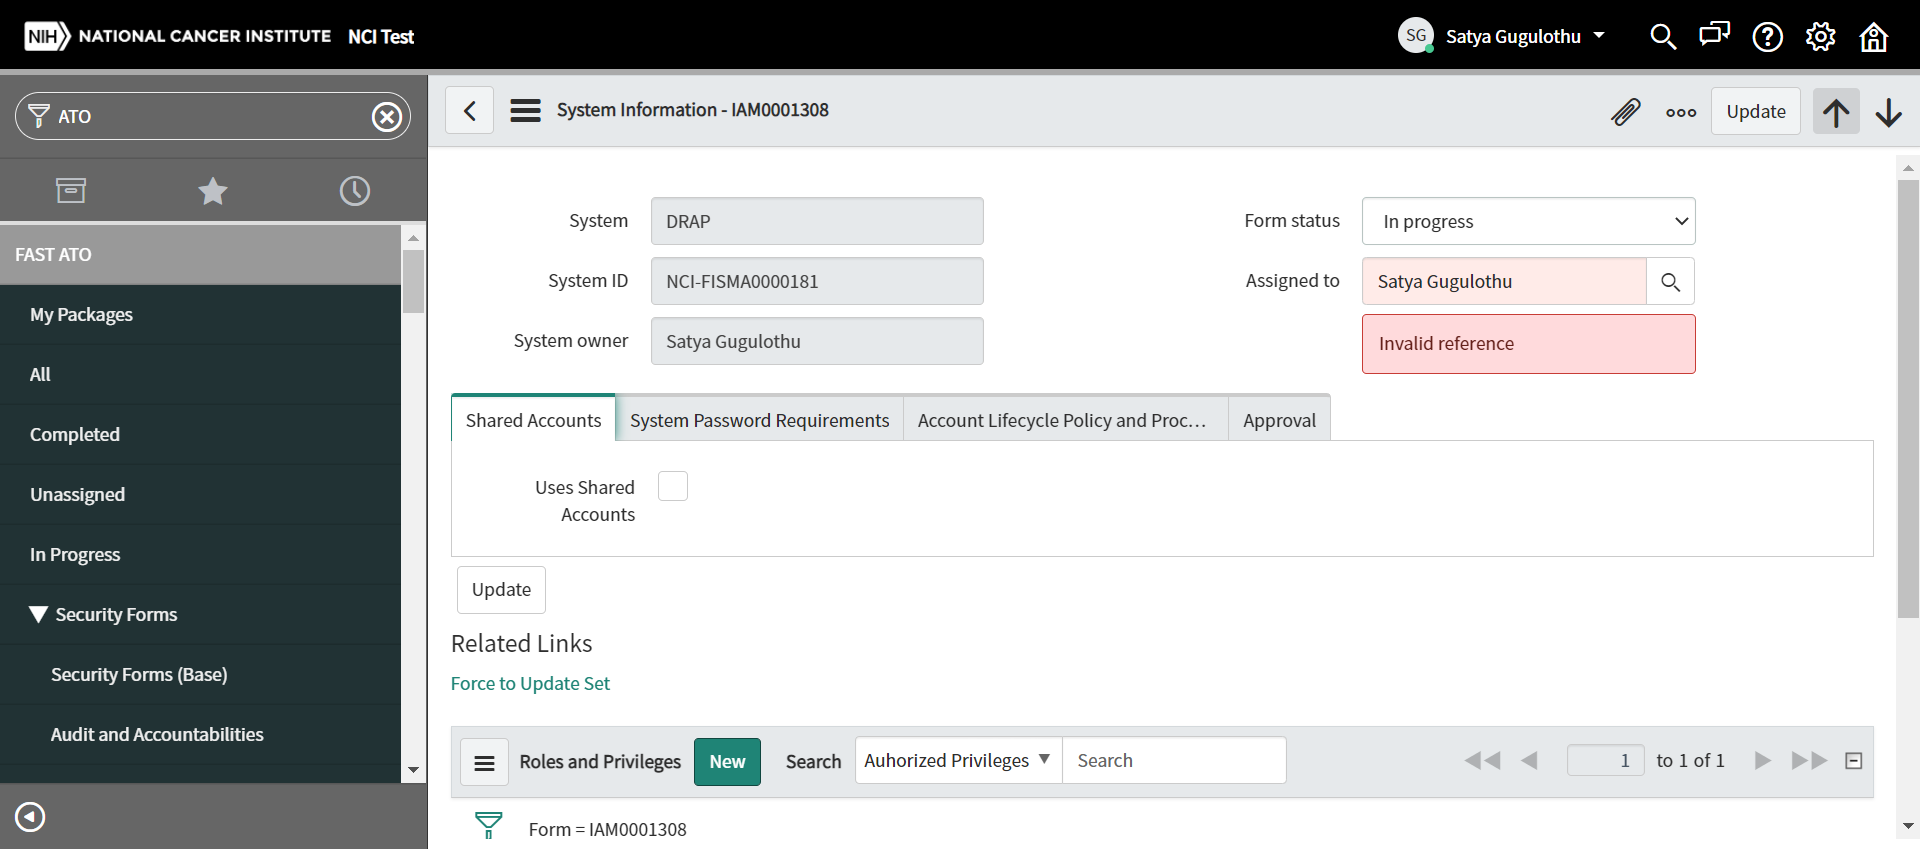 NIH NATIONAL CANCER INSTITUTE NCI Test
SG Satya Gugulothu
ATO
FAST ATO
My Packages
All
Completed
Unassigned
In Progress
Security Forms
Security Forms (Base)
Audit and Accountabilities
System Information - IAM0001308
Update
System DRAP
System ID NCI-FISMA0000181
System owner Satya Gugulothu
Form status In progress
Assigned to Satya Gugulothu
Invalid reference
Shared Accounts System Password Requirements Account Lifecycle Policy and Proc... Approval
Uses Shared
Accounts
Update
Related Links
Force to Update Set
Roles and Privileges New Search Auhorized Privileges Search 1 to 1 of 1
Form = IAM0001308